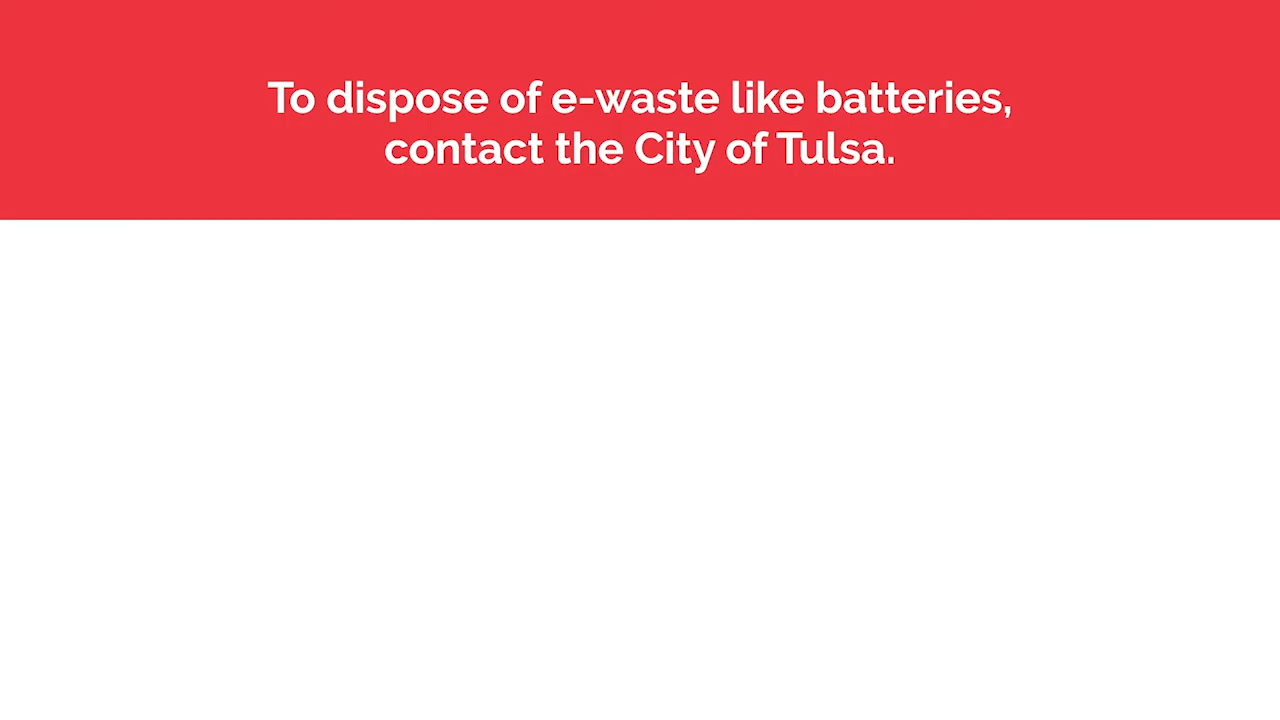 To dispose of e-waste like batteries,
contact the City of Tulsa.